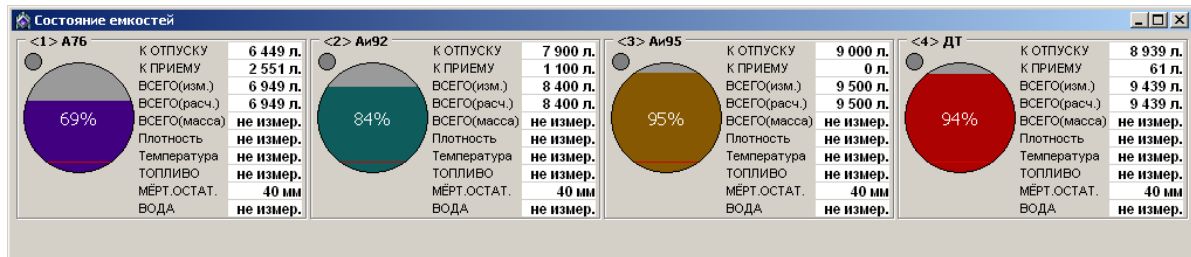 Состояние емкостей
<1> А76
К ОТПУСКУ 6 449 л.
К ПРИЕМУ 2 551 л.
ВСЕГО(изм.) 6 949 л.
ВСЕГО(расч.) 6 949 л.
69%
ВСЕГО(масса) не измер.
Плотность не измер.
Температура не измер.
ТОПЛИВО не измер.
МЁРТ.ОСТАТ. 40 мм
ВОДА не измер.
<2> Аи92
К ОТПУСКУ 7 900 л.
К ПРИЕМУ 1 100 л.
ВСЕГО(изм.) 8 400 л.
ВСЕГО(расч.) 8 400 л.
84%
ВСЕГО(масса) не измер.
Плотность не измер.
Температура не измер.
ТОПЛИВО не измер.
МЁРТ.ОСТАТ. 40 мм
ВОДА не измер.
<3> Аи95
К ОТПУСКУ 9 000 л.
К ПРИЕМУ 0 л.
ВСЕГО(изм.) 9 500 л.
ВСЕГО(расч.) 9 500 л.
95%
ВСЕГО(масса) не измер.
Плотность не измер.
Температура не измер.
ТОПЛИВО не измер.
МЁРТ.ОСТАТ. 40 мм
ВОДА не измер.
<4> ДТ
К ОТПУСКУ 8 939 л.
К ПРИЕМУ 61 л.
ВСЕГО(изм.) 9 439 л.
ВСЕГО(расч.) 9 439 л.
94%
ВСЕГО(масса) не измер.
Плотность не измер.
Температура не измер.
ТОПЛИВО не измер.
МЁРТ.ОСТАТ. 40 мм
ВОДА не измер.